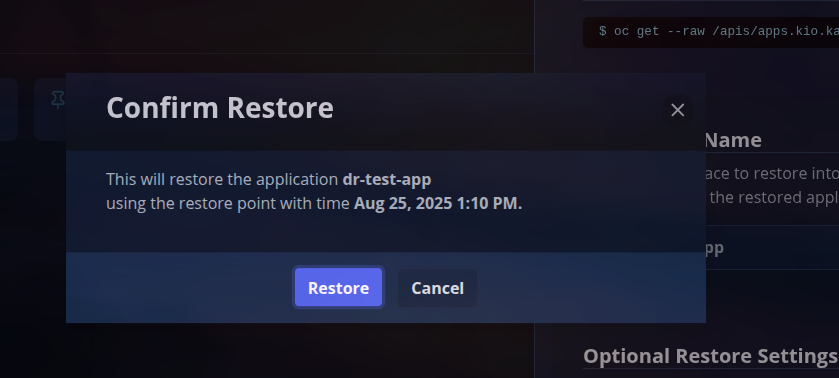 $ oc get --raw /apis/apps.kio.ka
Confirm Restore
Name
This will restore the application dr-test-app
ace to restore into
using the restore point with time Aug 25, 2025 1:10 PM.
the restored appl
pp
Restore
Cancel
Optional Restore Settings